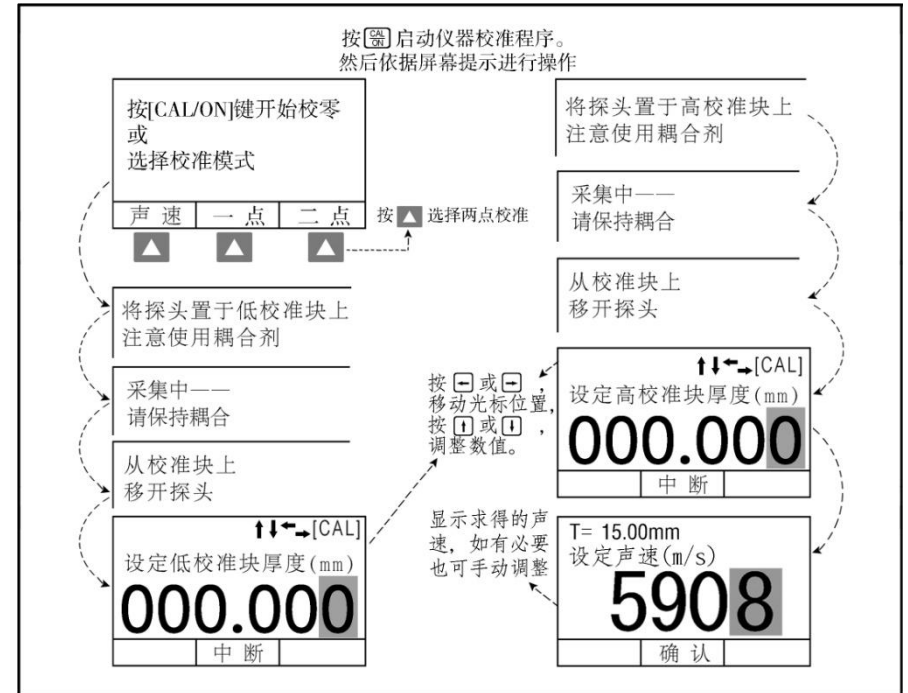 按[CAL/ON]启动仪器校准程序。
然后依据屏幕提示进行操作
按[CAL/ON]键开始校零
或
选择校准模式
声速 一点 二点
按▲选择两点校准
将探头置于低校准块上
注意使用耦合剂
采集中——
请保持耦合
从校准块上
移开探头
↑↓←→[CAL]
设定低校准块厚度(mm)
000.000
中断
按←或→，
移动光标位置，
按↑或↓，
调整数值。
将探头置于高校准块上
注意使用耦合剂
采集中——
请保持耦合
从校准块上
移开探头
↑↓←→[CAL]
设定高校准块厚度(mm)
000.000
中断
显示求得的声
速，如有必要
也可手动调整
T= 15.00mm
设定声速(m/s)
5908
确认